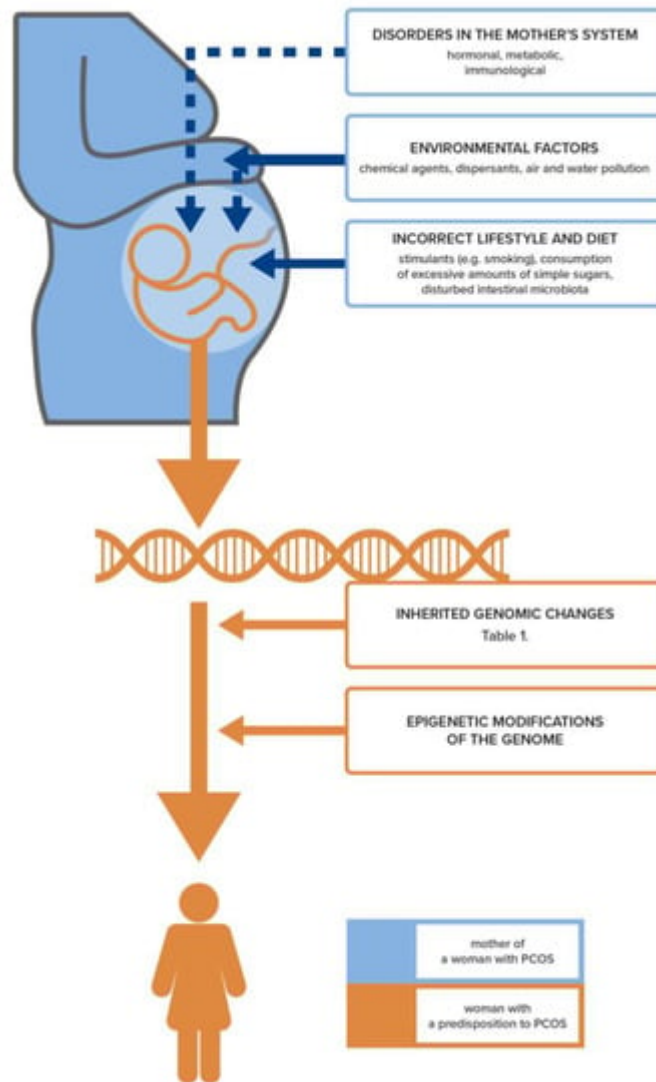 DISORDERS IN THE MOTHER'S SYSTEM
hormonal, metabolic,
immunological
ENVIRONMENTAL FACTORS
chemical agents, dispersants, air and water pollution
INCORRECT LIFESTYLE AND DIET
stimulants (e.g. smoking), consumption
of excessive amounts of simple sugars,
disturbed intestinal microbiota
INHERITED GENOMIC CHANGES
Table 1.
EPIGENETIC MODIFICATIONS
OF THE GENOME
mother of
a woman with PCOS
woman with
a predisposition to PCOS